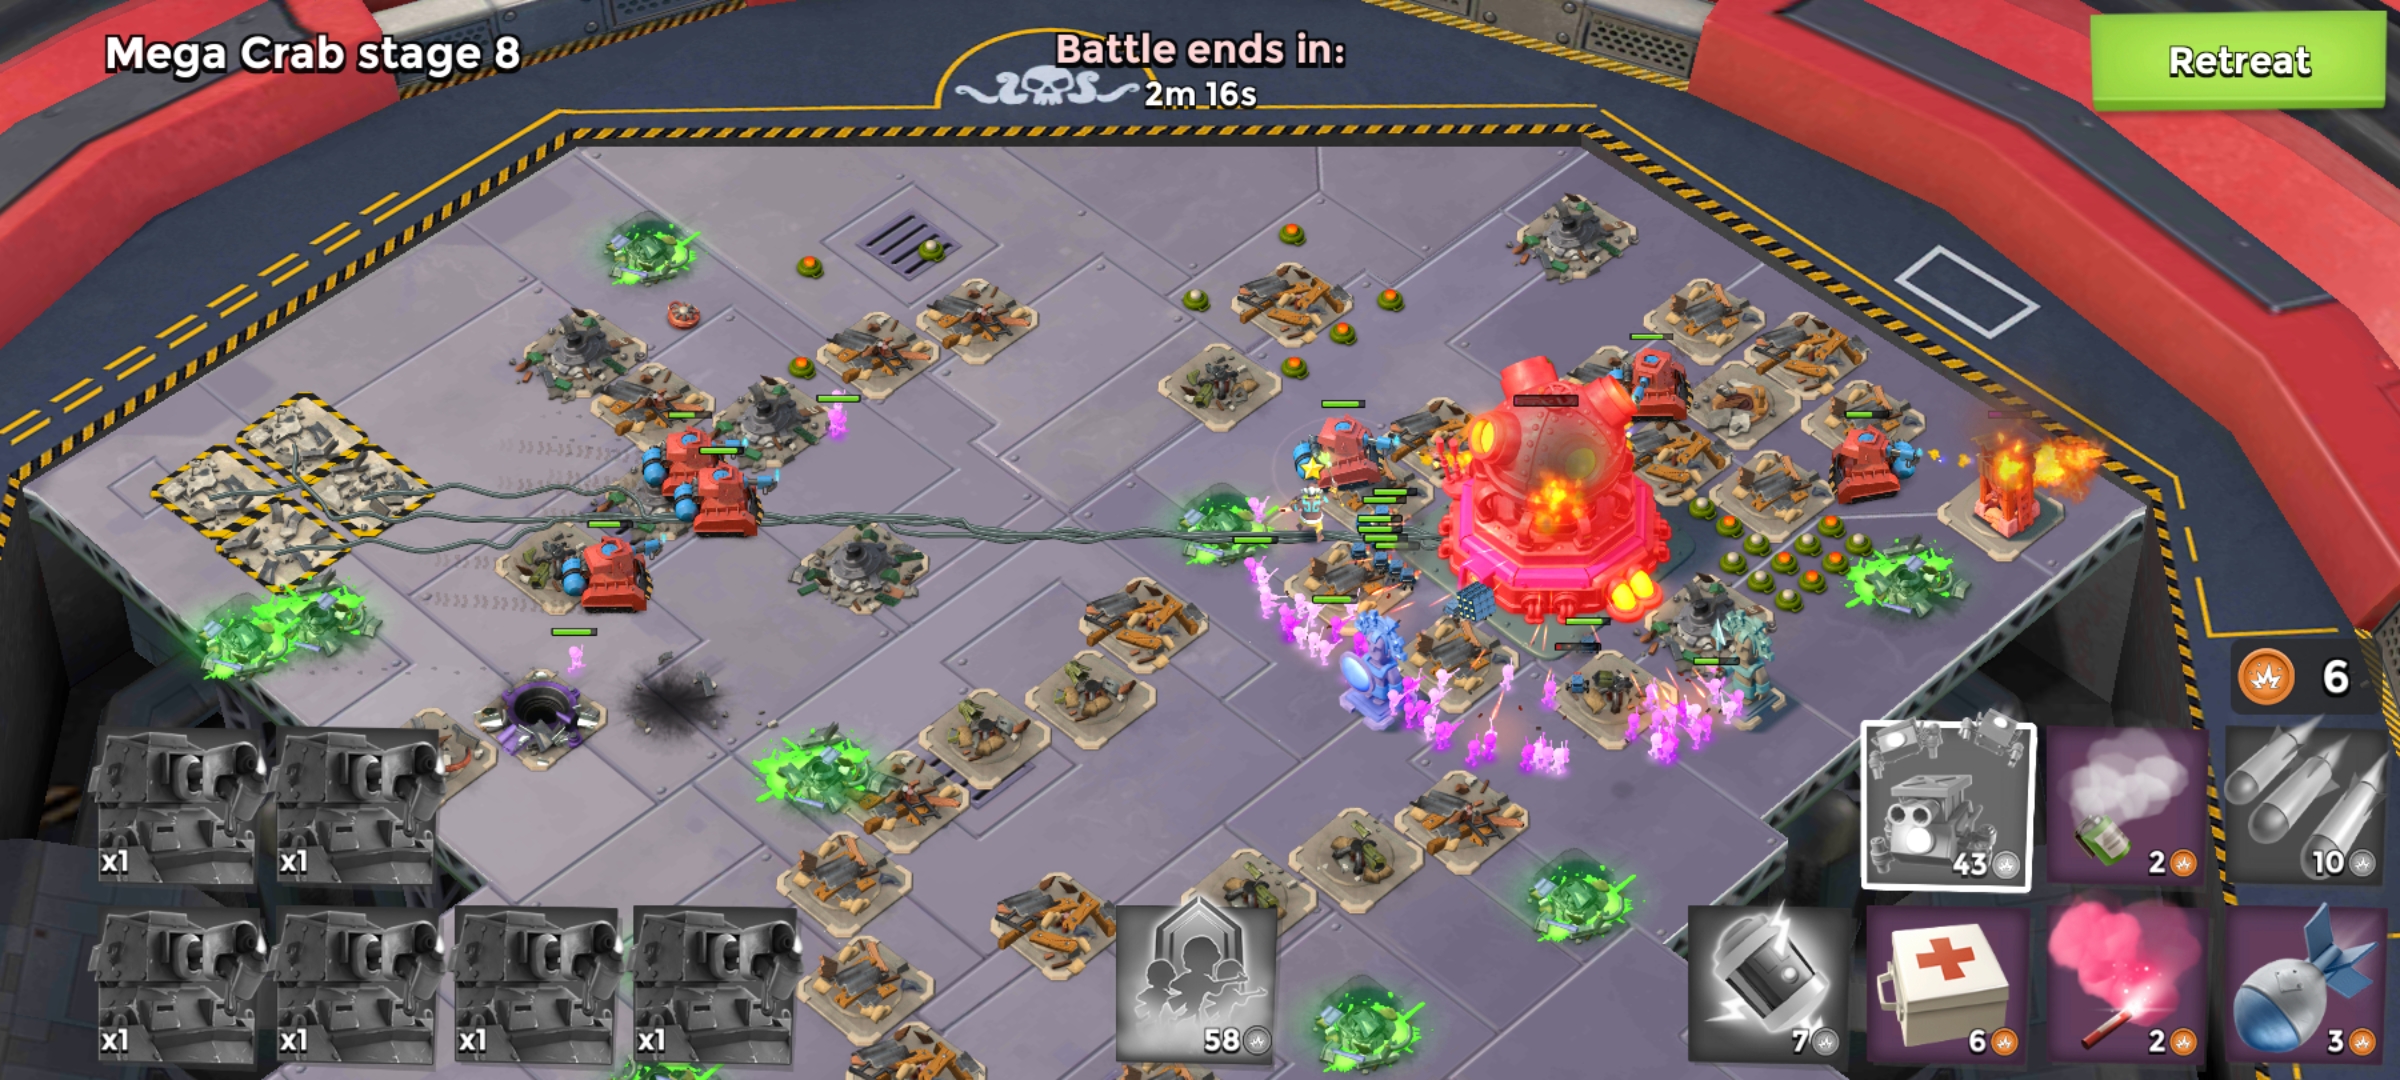 Mega Crab stage 8
Battle ends in:
2m 16s
Retreat
6
x1
x1
43
2
10
x1
x1
x1
x1
58
7
6
2
3